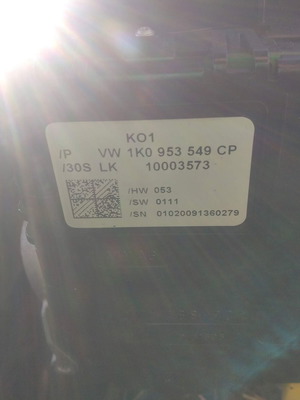 KO1
/P VW 1K0 953 549 CP
/30S LK 10003573
/HW 053
/SW 0111
/SN 01020091360279